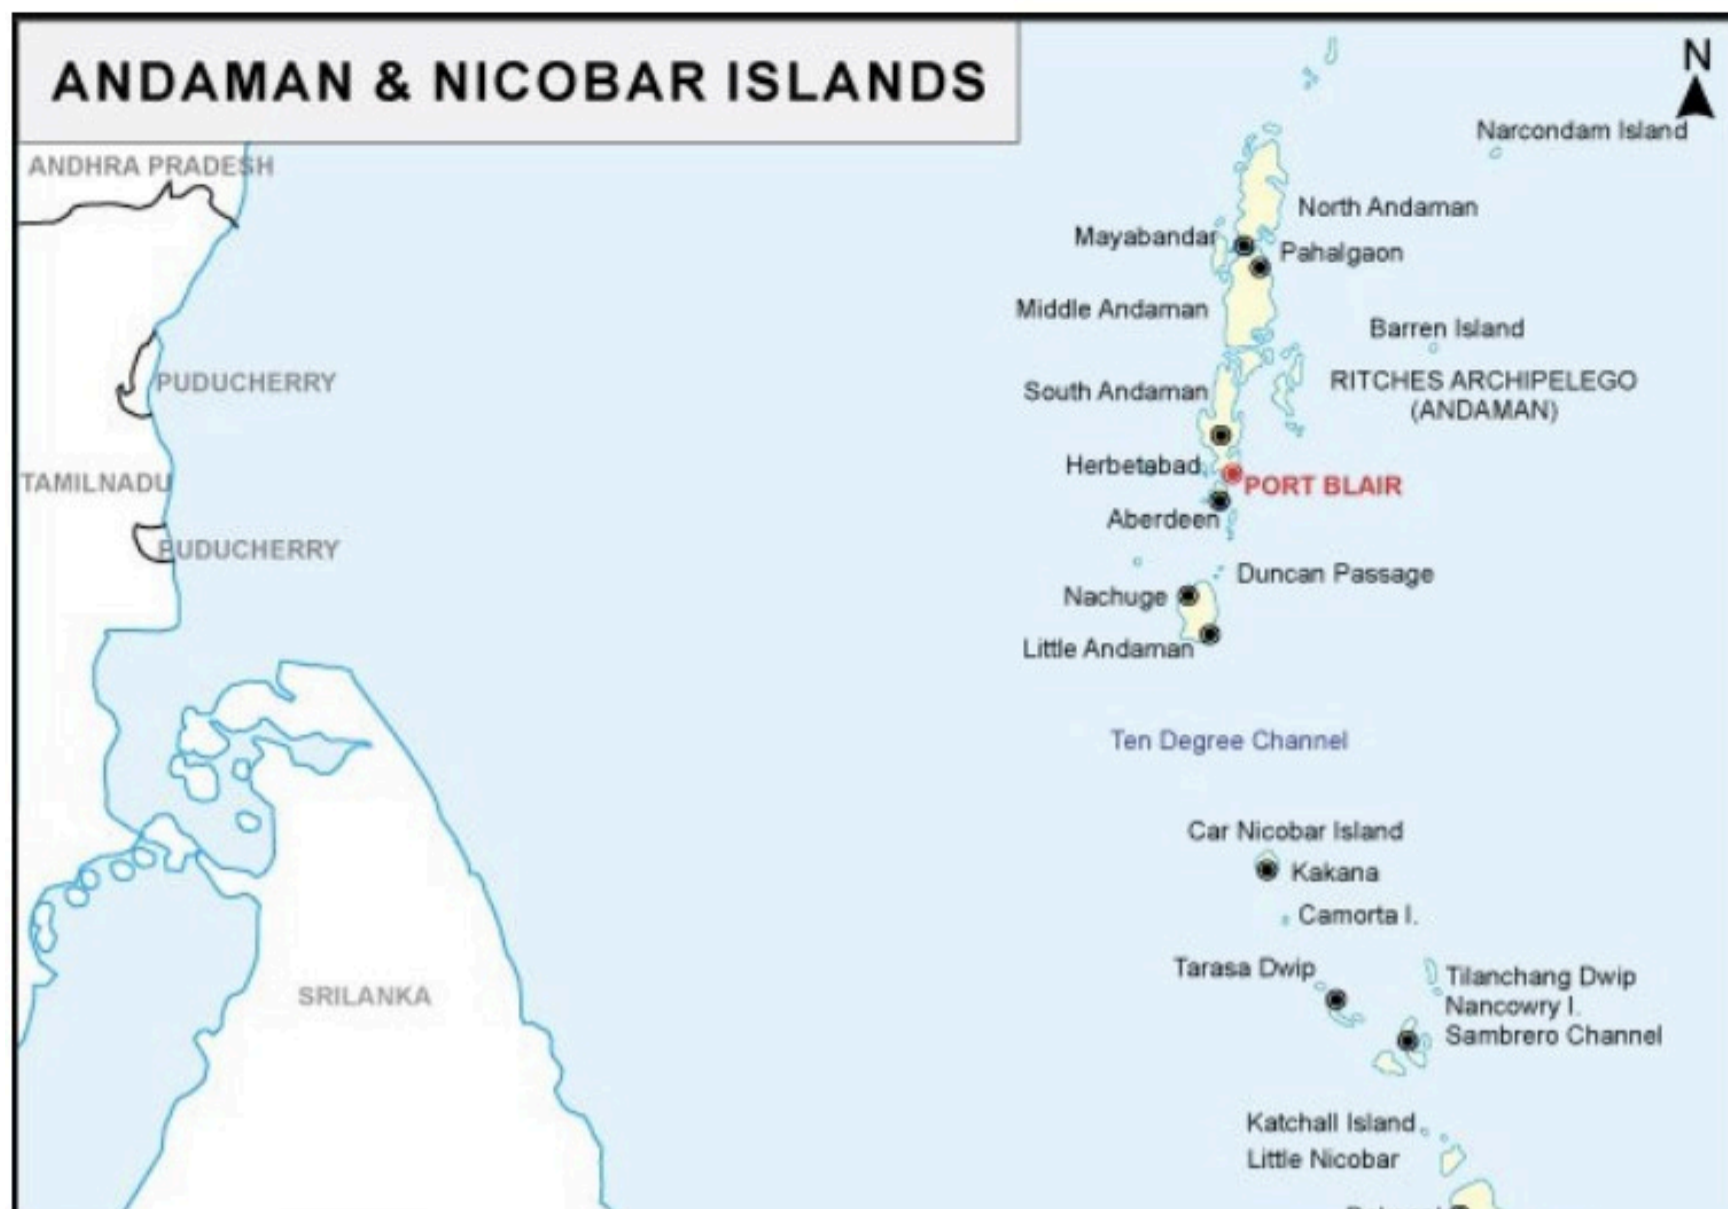 ANDAMAN & NICOBAR ISLANDS
N
ANDHRA PRADESH
Narcondam Island
North Andaman
Mayabandar
Pahalgaon
Middle Andaman
Barren Island
PUDUCHERRY
RITCHES ARCHIPELEGO
(ANDAMAN)
South Andaman
Herbetabad
TAMILNADU
PORT BLAIR
Aberdeen
PUDUCHERRY
Duncan Passage
Nachuge
Little Andaman
Ten Degree Channel
Car Nicobar Island
Kakana
Camorta I.
Tarasa Dwip
Tilanchang Dwip
SRILANKA
Nancowry I.
Sambrero Channel
Katchall Island
Little Nicobar